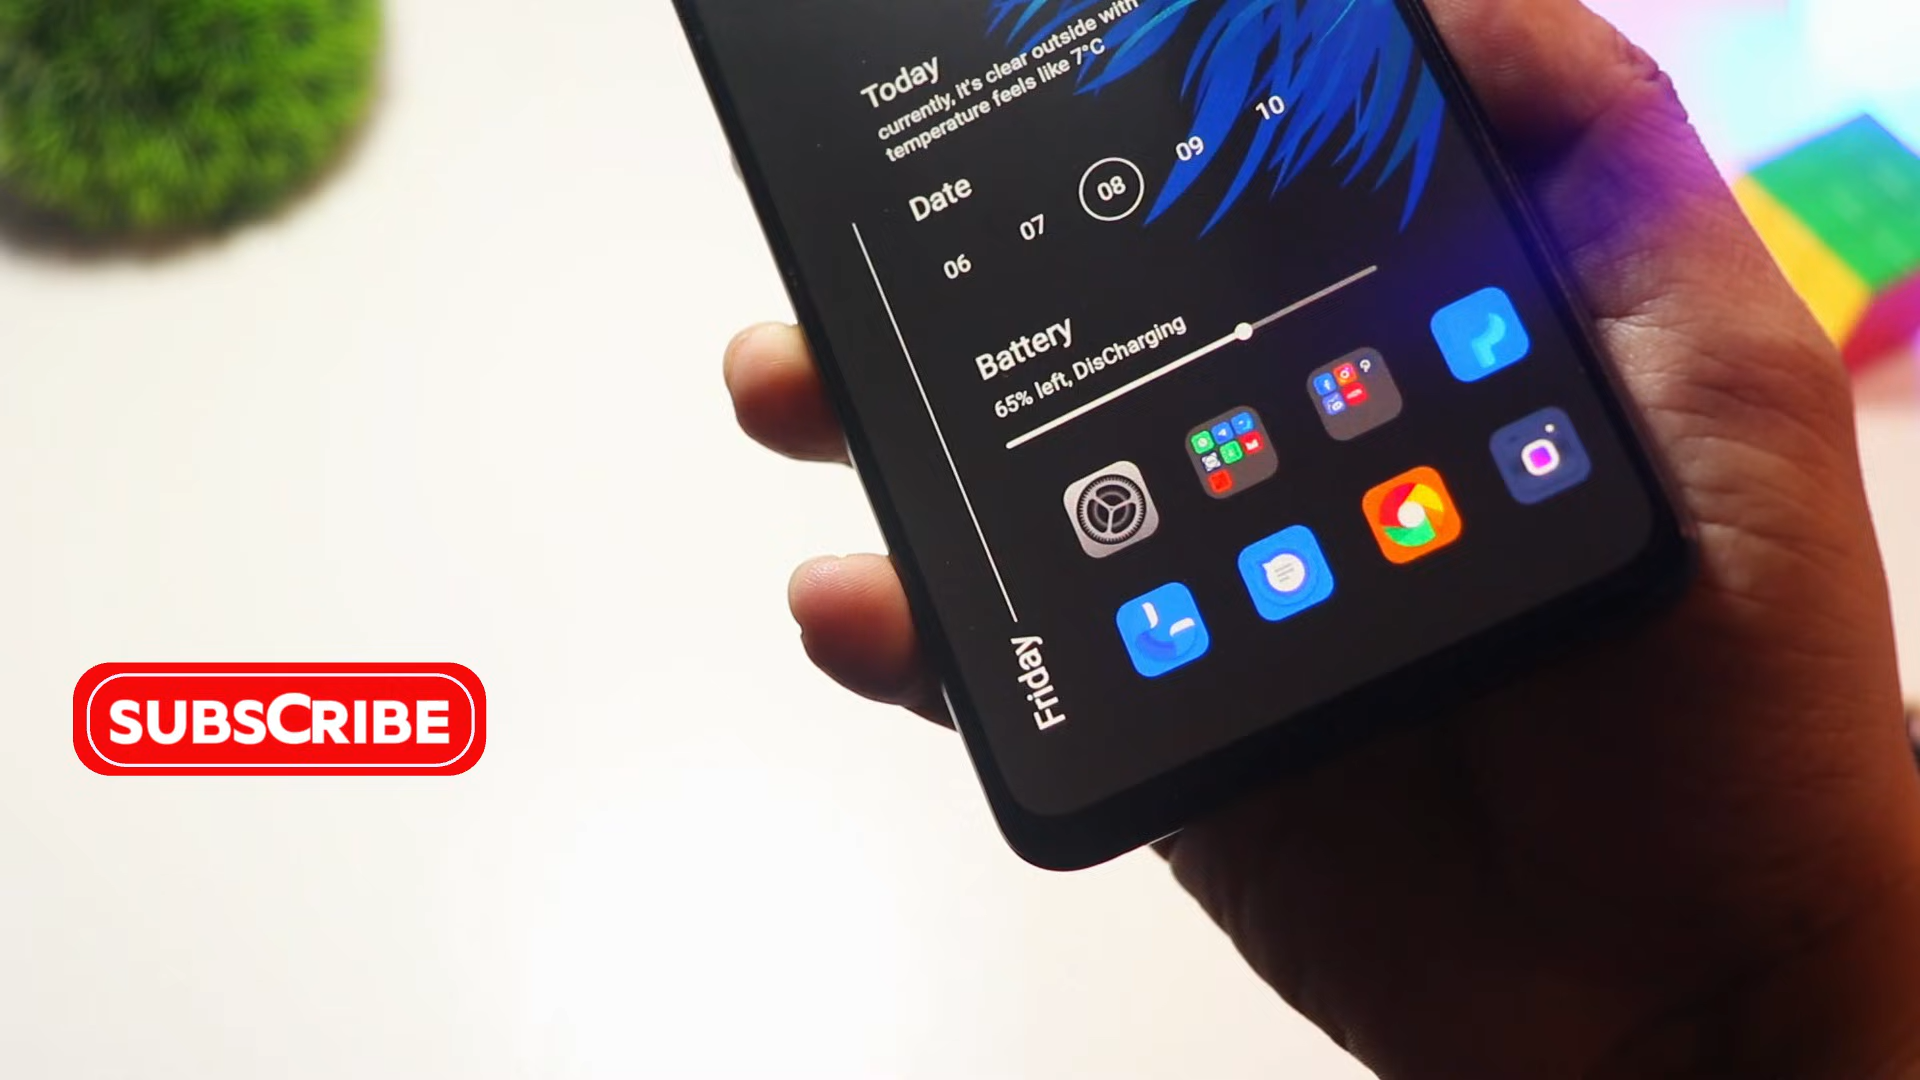 Today
currently, it's clear outside with
temperature feels like 7°C
Date
06 07 08 09 10
Battery
65% left, DisCharging
Friday
SUBSCRIBE